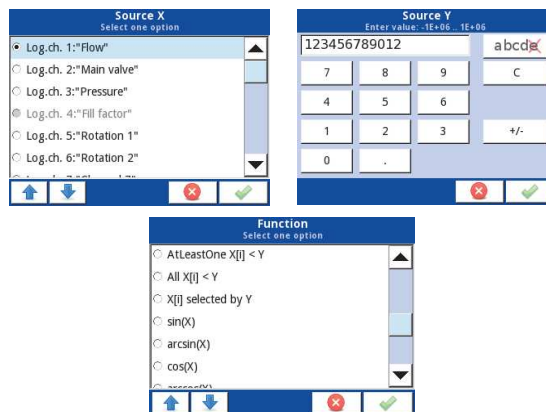 Source X
Select one option
Log.ch. 1:"Flow"
Log.ch. 2:"Main valve"
Log.ch. 3:"Pressure"
Log.ch. 4:"Fill factor"
Log.ch. 5:"Rotation 1"
Log.ch. 6:"Rotation 2"
Source Y
Enter value: -1E+06 .. 1E+06
123456789012
abcde
7 8 9 C
4 5 6
1 2 3 +/-
0 .
Function
Select one option
AtLeastOne X[i] < Y
All X[i] < Y
X[i] selected by Y
sin(X)
arcsin(X)
cos(X)